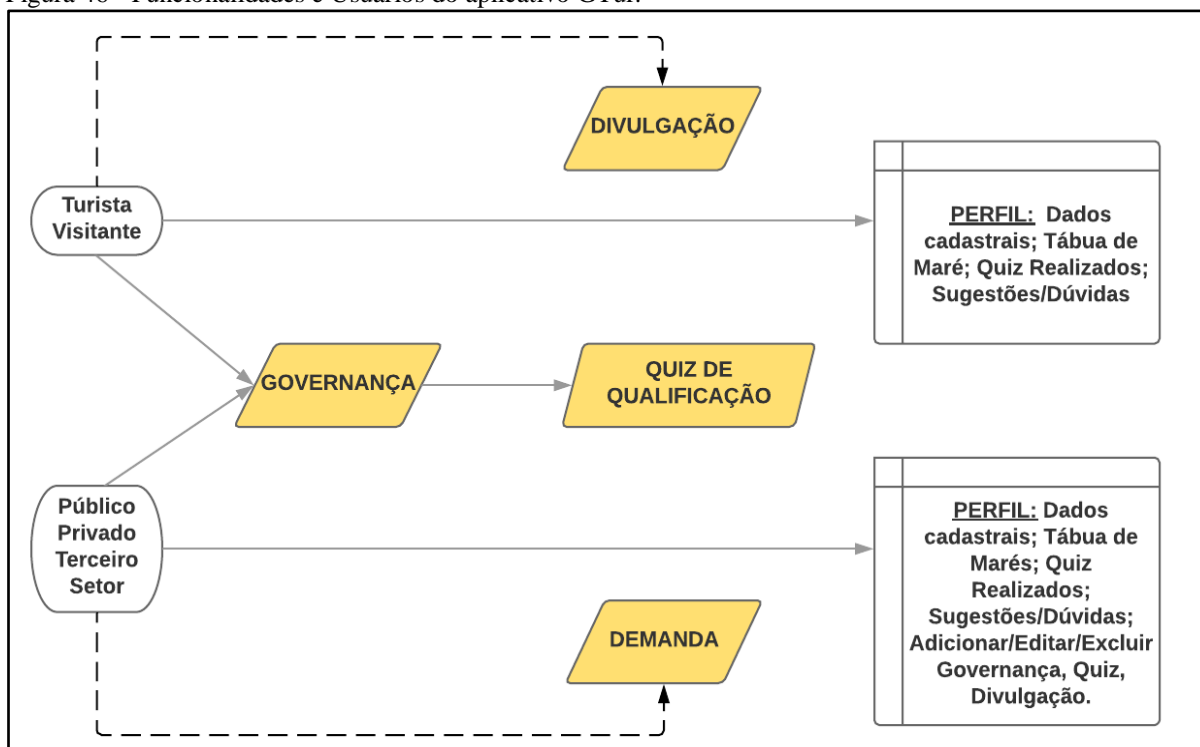 Figura 46 - Funcionalidades e Usuários do aplicativo GTur.
DIVULGAÇÃO
Turista
Visitante
PERFIL: Dados
cadastrais; Tábua de
Maré; Quiz Realizados;
Sugestões/Dúvidas
GOVERNANÇA
QUIZ DE
QUALIFICAÇÃO
Público
Privado
Terceiro
Setor
PERFIL: Dados
cadastrais; Tábua de
Marés; Quiz
Realizados;
Sugestões/Dúvidas;
Adicionar/Editar/Excluir
Governança, Quiz,
Divulgação.
DEMANDA